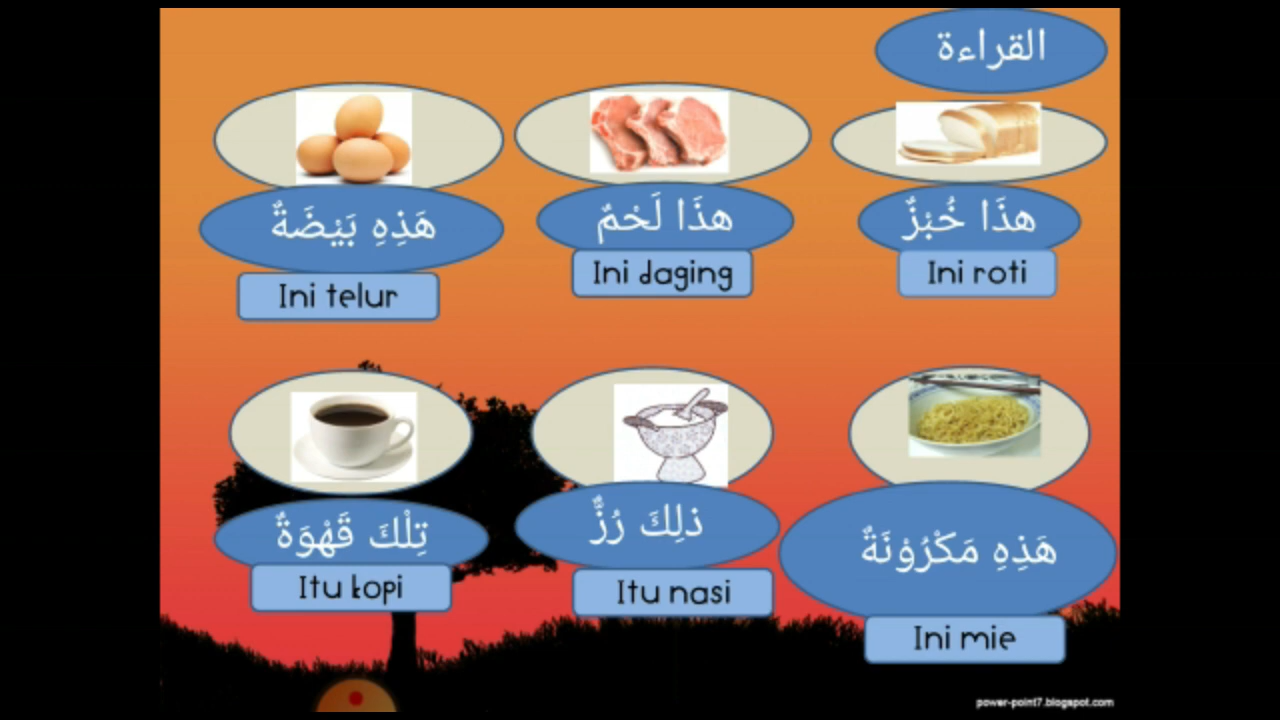 القراءة
هذَا خُبْزٌ
Ini roti
هذَا لَحْمٌ
Ini daging
هَذِهِ بَيْضَةٌ
Ini telur
هَذِهِ مَكْرُوْنَةٌ
Ini mie
ذلِكَ رُزٌّ
Itu nasi
تِلْكَ قَهْوَةٌ
Itu kopi
power-point7.blogspot.com